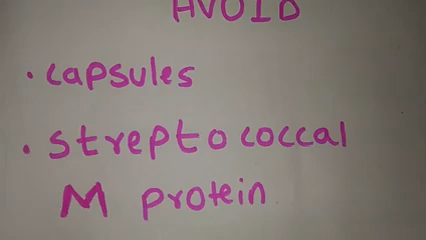 AVOID
• capsules
• streptococcal
M protein